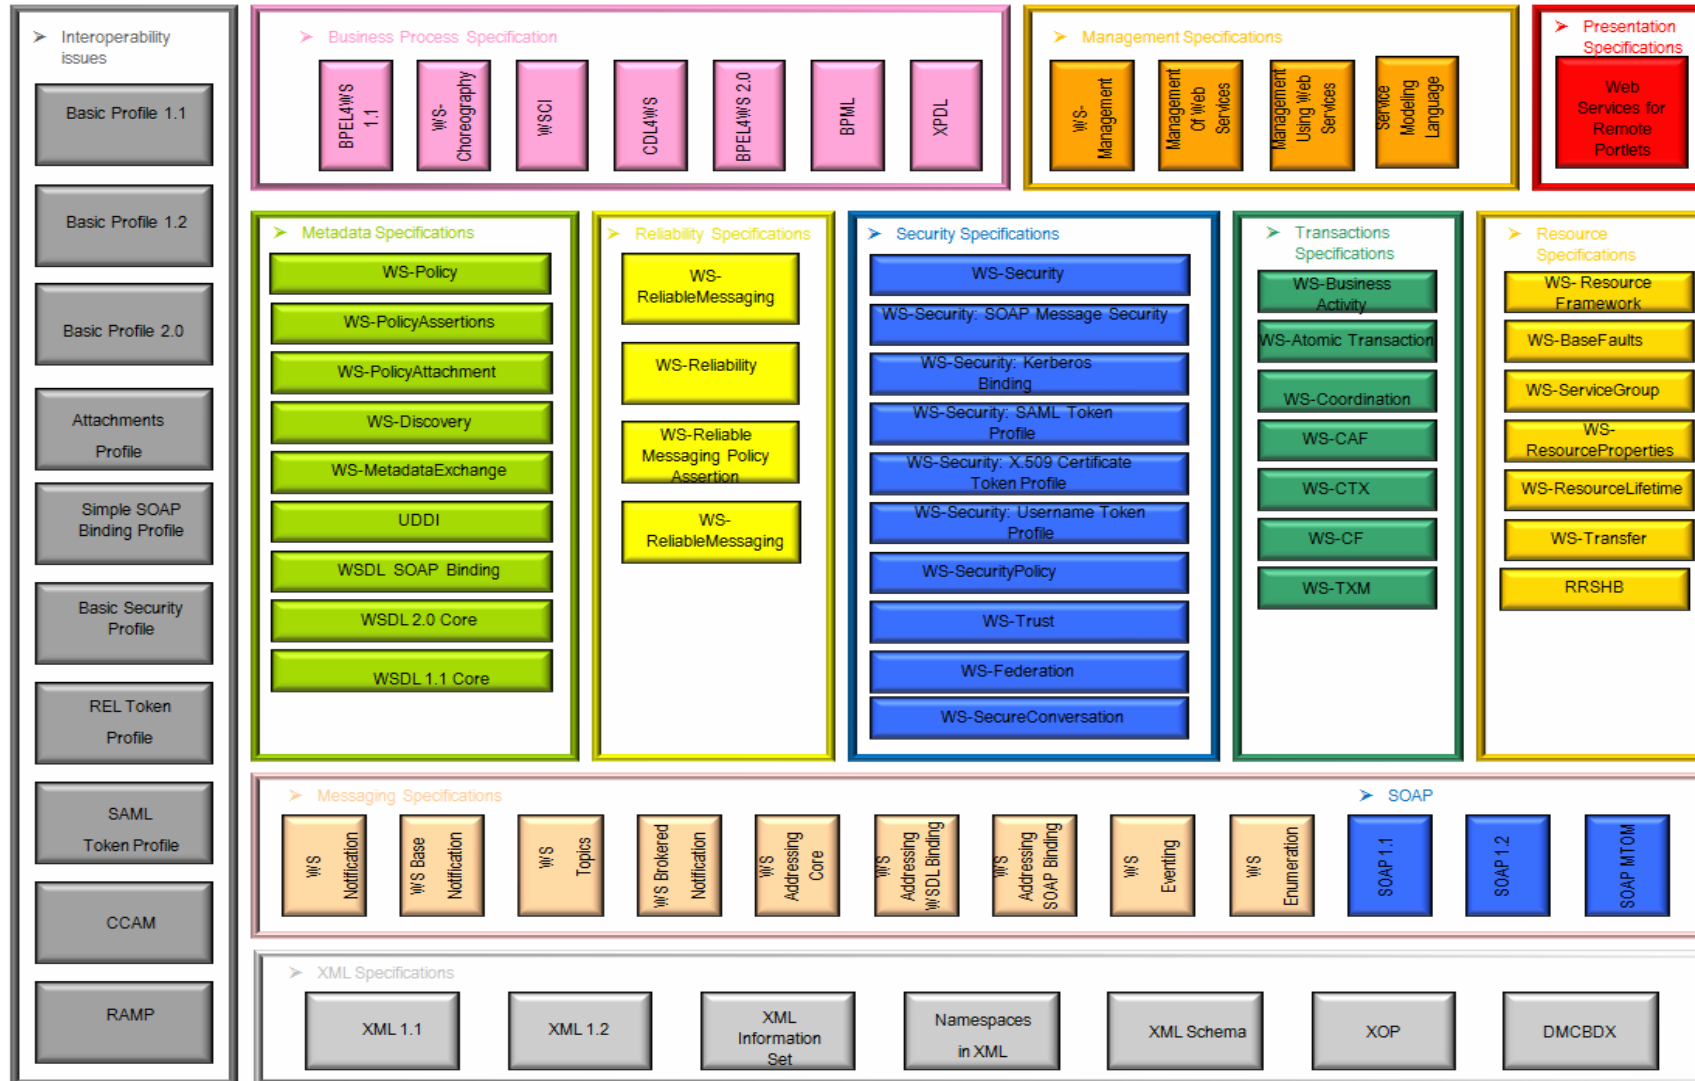 Interoperability
issues
Basic Profile 1.1
Basic Profile 1.2
Basic Profile 2.0
Attachments
Profile
Simple SOAP
Binding Profile
Basic Security
Profile
REL Token
Profile
SAML
Token Profile
CCAM
RAMP
Business Process Specification
BPEL4WS
1.1
WS-
Choreography
WSCI
CDL4WS
BPEL4WS 2.0
BPML
XPDL
Management Specifications
WS-
Management
Management
Of Web
Services
Management
Using Web
Services
Service
Modeling
Language
Presentation
Specifications
Web
Services for
Remote
Portlets
Metadata Specifications
WS-Policy
WS-PolicyAssertions
WS-PolicyAttachment
WS-Discovery
WS-MetadataExchange
UDDI
WSDL SOAP Binding
WSDL 2.0 Core
WSDL 1.1 Core
Reliability Specifications
WS-
ReliableMessaging
WS-Reliability
WS-Reliable
Messaging Policy
Assertion
WS-
ReliableMessaging
Security Specifications
WS-Security
WS-Security: SOAP Message Security
WS-Security: Kerberos
Binding
WS-Security: SAML Token
Profile
WS-Security: X.509 Certificate
Token Profile
WS-Security: Username Token
Profile
WS-SecurityPolicy
WS-Trust
WS-Federation
WS-SecureConversation
Transactions
Specifications
WS-Business
Activity
WS-Atomic Transaction
WS-Coordination
WS-CAF
WS-CTX
WS-CF
WS-TXM
Resource
Specifications
WS- Resource
Framework
WS-BaseFaults
WS-ServiceGroup
WS-
ResourceProperties
WS-ResourceLifetime
WS-Transfer
RRSHB
Messaging Specifications
WS
Notification
WS Base
Notification
WS
Topics
WS Brokered
Notification
WS
Addressing
Core
WS
Addressing
WSDL Binding
WS
Addressing
SOAP Binding
WS
Eventing
WS
Enumeration
SOAP
SOAP 1.1
SOAP 1.2
SOAP MTOM
XML Specifications
XML 1.1
XML 1.2
XML
Information
Set
Namespaces
in XML
XML Schema
XOP
DMCBDX